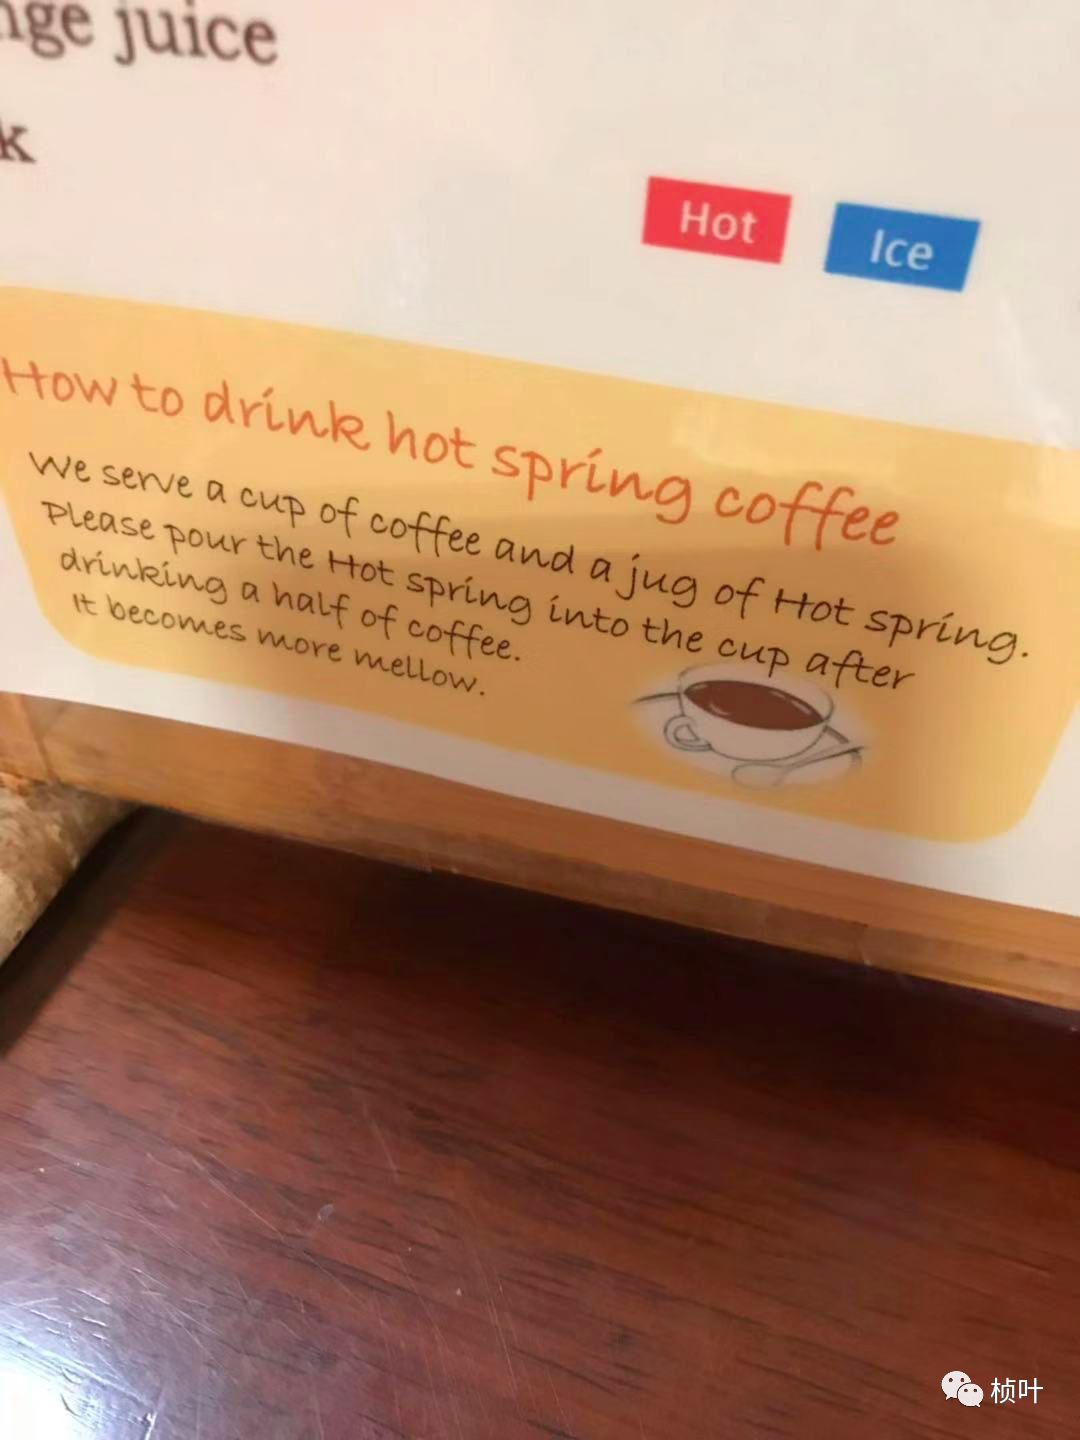 juice
Hot
Ice
How to drink hot spring coffee
We serve a cup of coffee and a jug of Hot spring.
Please pour the Hot spring into the cup after
drinking a half of coffee.
It becomes more mellow.
桢叶